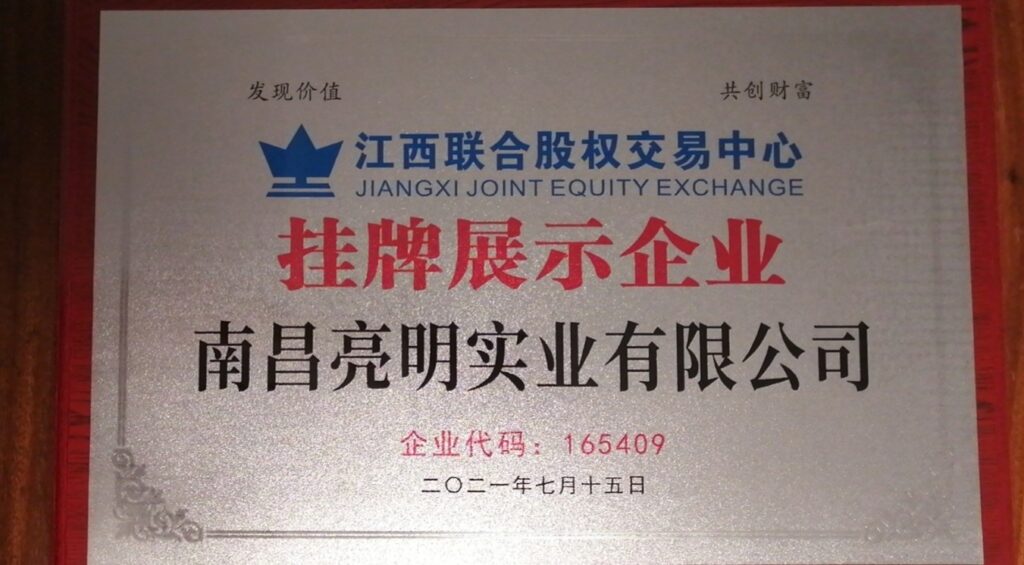 发现价值 共创财富
江西联合股权交易中心
JIANGXI JOINT EQUITY EXCHANGE
挂牌展示企业
南昌亮明实业有限公司
企业代码：165409
二〇二一年七月十五日